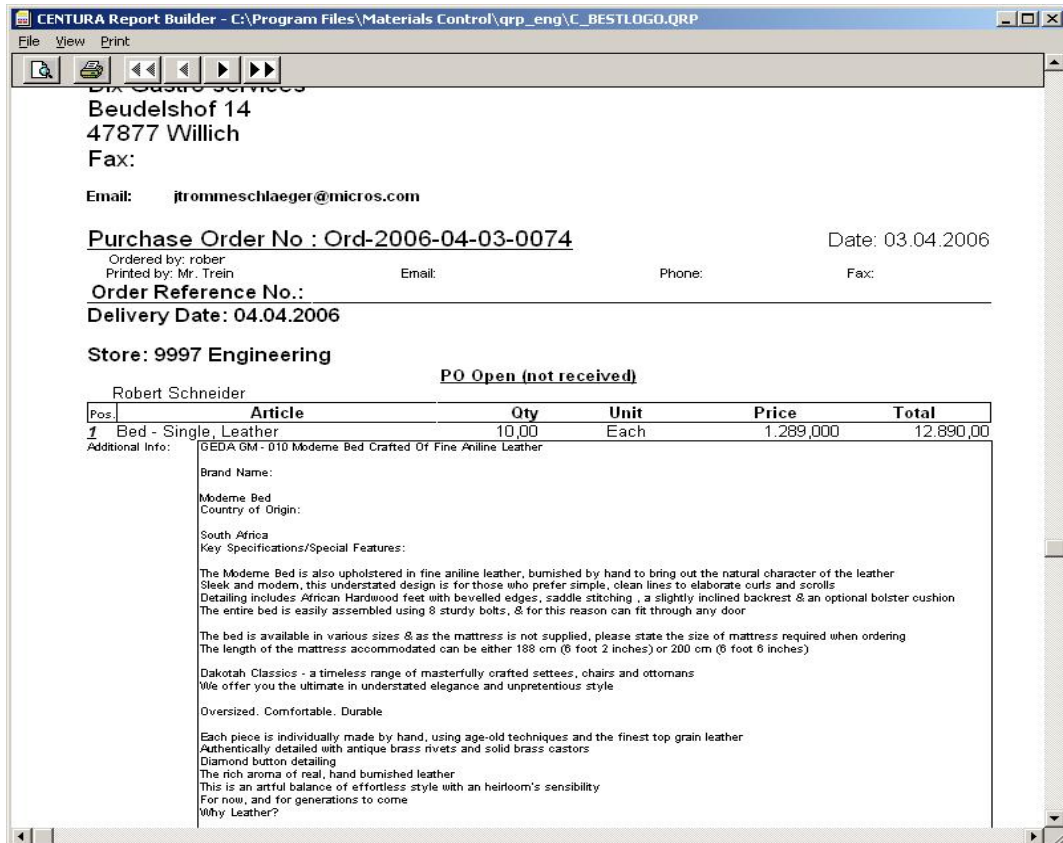 CENTURA Report Builder - C:\Program Files\Materials Control\qrp_eng\C_BESTLOGO.QRP
File View Print
Dix Gastro Services
Beudelshof 14
47877 Willich
Fax:
Email: jtrommeschlaeger@micros.com
Purchase Order No : Ord-2006-04-03-0074 Date: 03.04.2006
Ordered by: rober
Printed by: Mr. Trein Email: Phone: Fax:
Order Reference No.:
Delivery Date: 04.04.2006
Store: 9997 Engineering
PO Open (not received)
Robert Schneider
Pos. Article Qty Unit Price Total
1 Bed - Single, Leather 10,00 Each 1.289,000 12.890,00
Additional Info: GEDA GM - 010 Moderne Bed Crafted Of Fine Aniline Leather
Brand Name:
Moderne Bed
Country of Origin:
South Africa
Key Specifications/Special Features:
The Moderne Bed is also upholstered in fine aniline leather, burnished by hand to bring out the natural character of the leather
Sleek and modern, this understated design is for those who prefer simple, clean lines to elaborate curls and scrolls
Detailing includes African Hardwood feet with bevelled edges, saddle stitching , a slightly inclined backrest & an optional bolster cushion
The entire bed is easily assembled using 8 sturdy bolts, & for this reason can fit through any door
The bed is available in various sizes & as the mattress is not supplied, please state the size of mattress required when ordering
The length of the mattress accommodated can be either 188 cm (6 foot 2 inches) or 200 cm (6 foot 6 inches)
Dakotah Classics - a timeless range of masterfully crafted settees, chairs and ottomans
We offer you the ultimate in understated elegance and unpretentious style
Oversized. Comfortable. Durable
Each piece is individually made by hand, using age-old techniques and the finest top grain leather
Authentically detailed with antique brass rivets and solid brass castors
Diamond button detailing
The rich aroma of real, hand burnished leather
This is an artful balance of effortless style with an heirloom's sensibility
For now, and for generations to come
Why Leather?